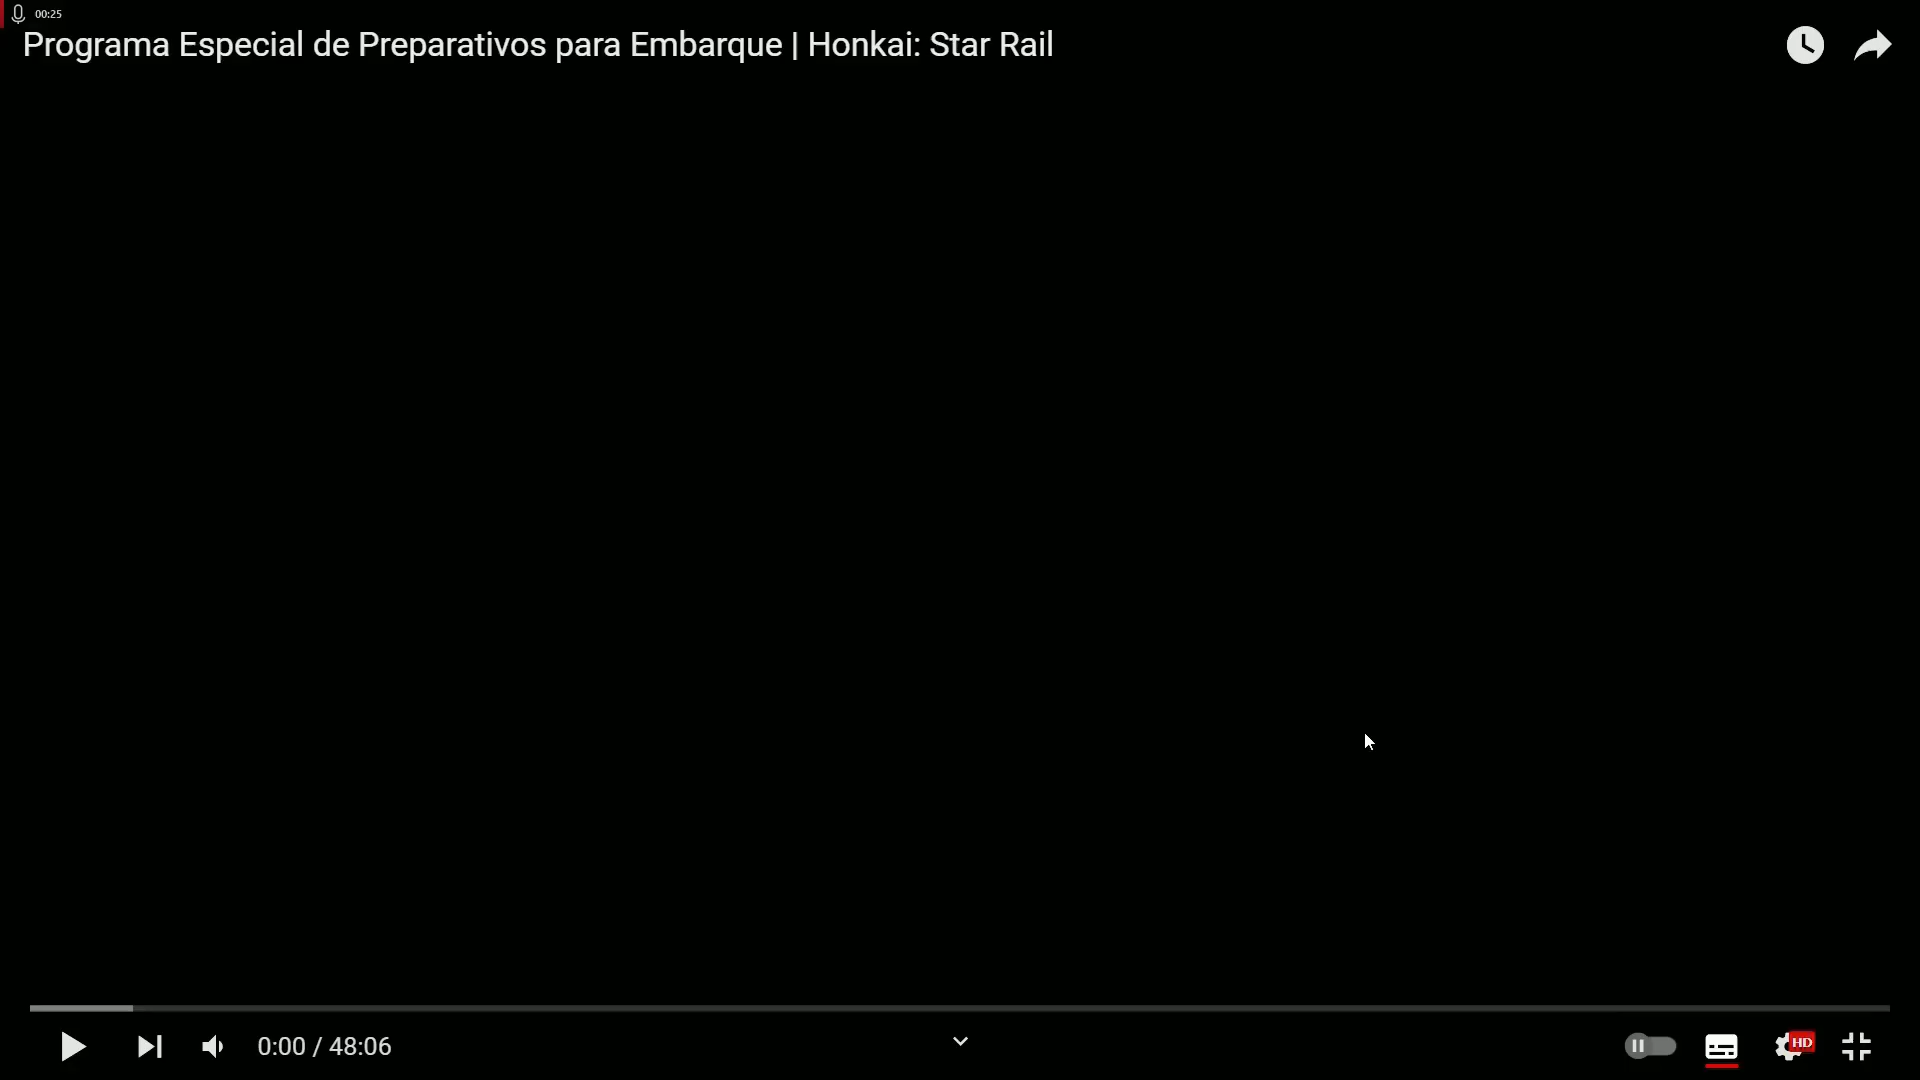 00:25
Programa Especial de Preparativos para Embarque | Honkai: Star Rail
0:00 / 48:06
HD